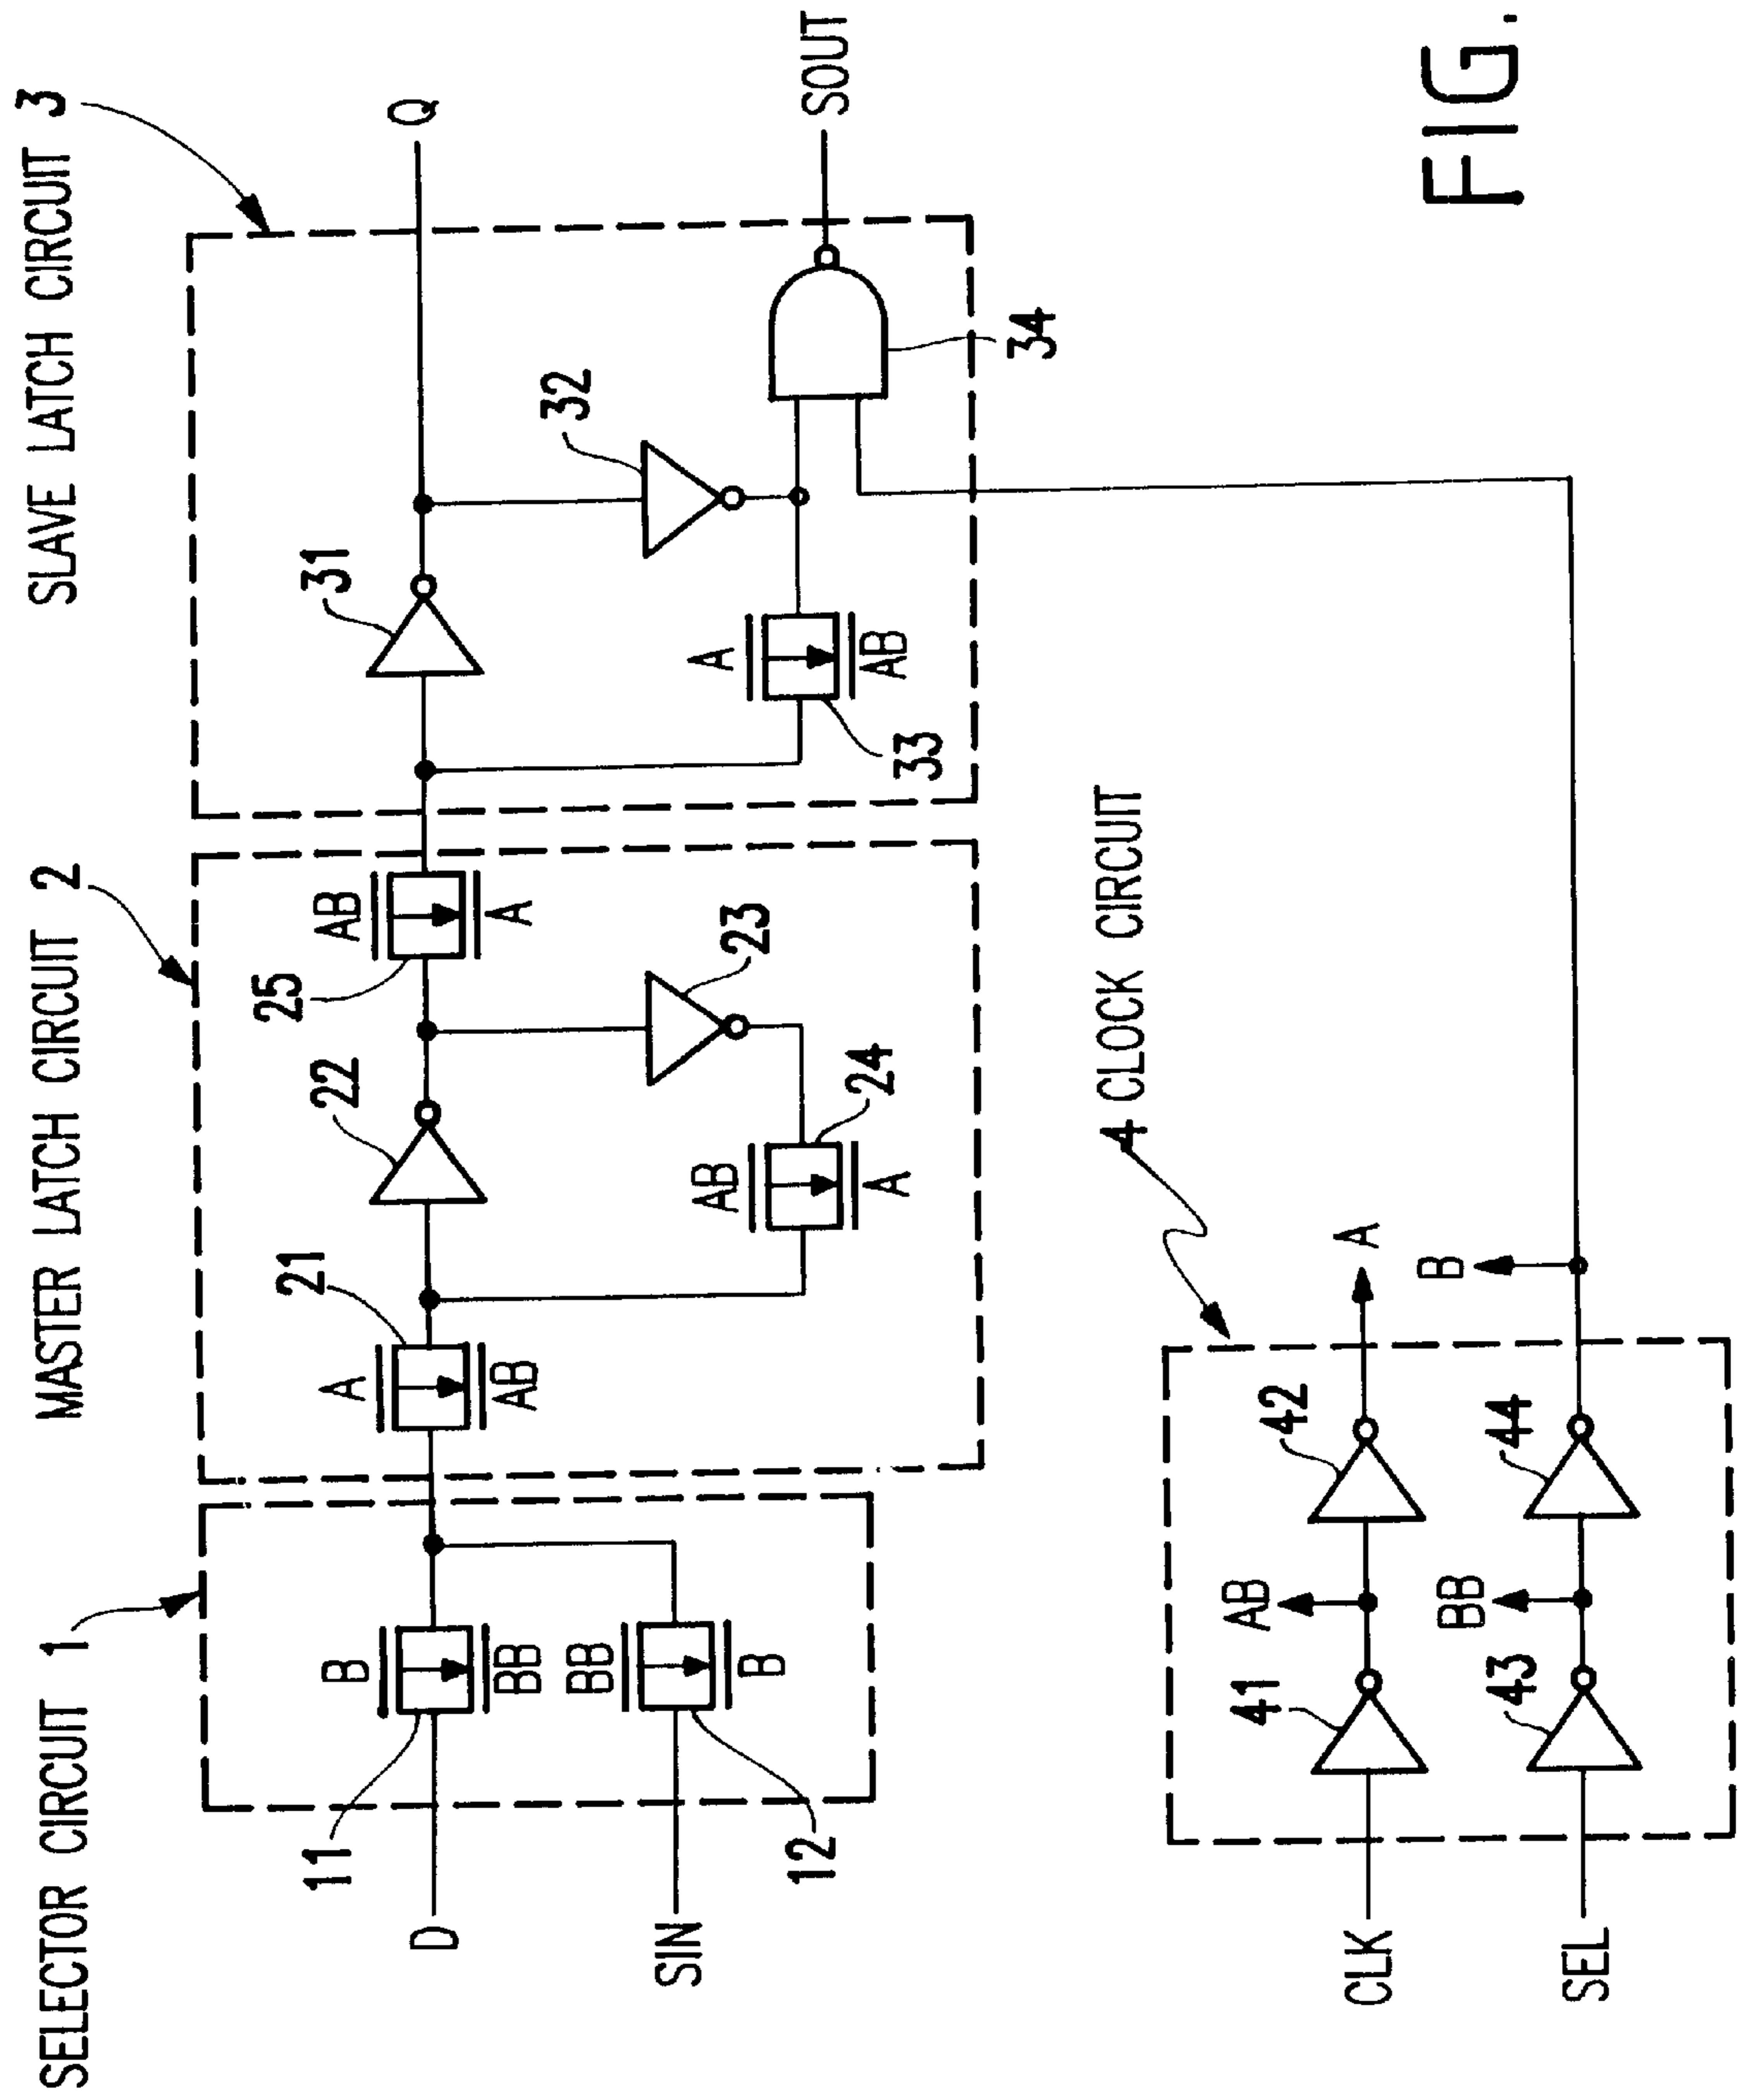 SELECTOR CIRCUIT 1
MASTER LATCH CIRCUIT 2
SLAVE LATCH CIRCUIT 3
D
11
B
BB
SIN
12
BB
B
21
A
AB
22
23
24
AB
A
25
AB
A
31
32
33
A
AB
34
Q
SOUT
4 CLOCK CIRCUIT
CLK
41
AB
42
A
SEL
43
BB
44
B
FIG.